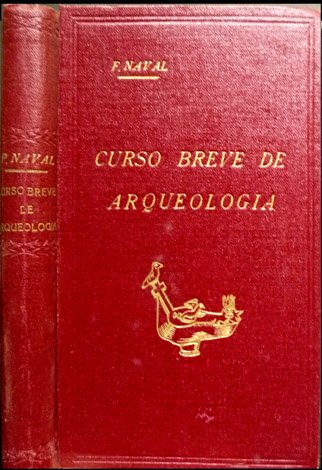 F. NAVAL
CURSO BREVE DE
ARQUEOLOGIA
F. NAVAL
CURSO BREVE
DE
ARQUEOLOGIA